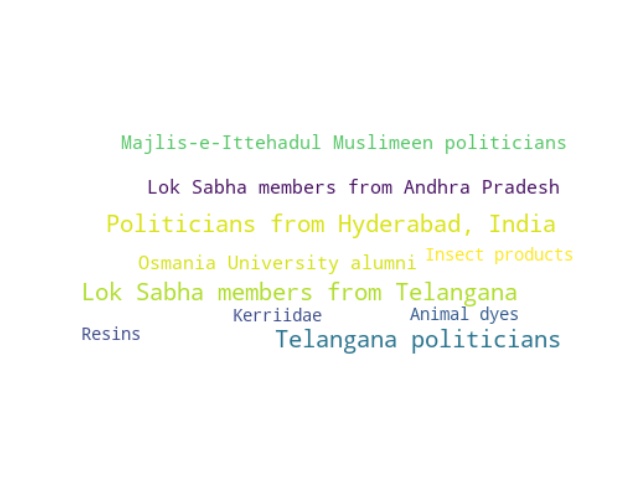 Majlis-e-Ittehadul Muslimeen politicians
Lok Sabha members from Andhra Pradesh
Politicians from Hyderabad, India
Insect products
Osmania University alumni
Lok Sabha members from Telangana
Kerriidae
Animal dyes
Resins
Telangana politicians